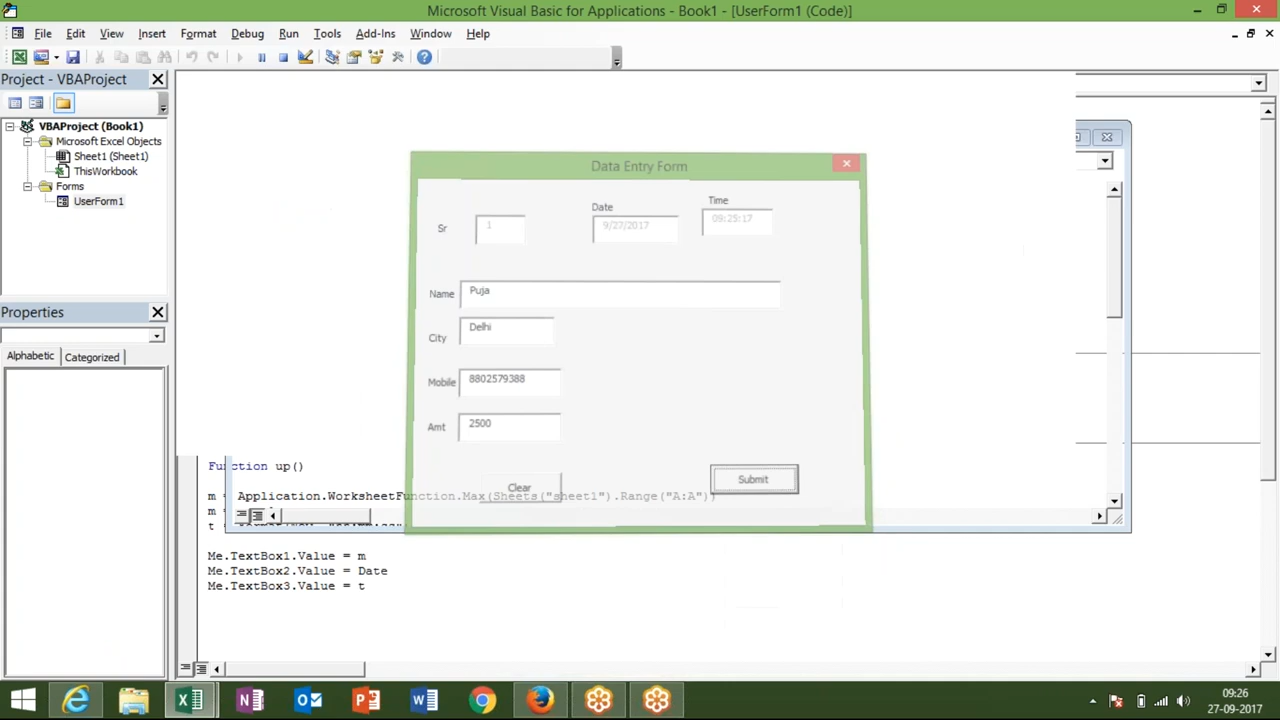 Microsoft Visual Basic for Applications - Book1 - [UserForm1 (Code)]
File Edit View Insert Format Debug Run Tools Add-Ins Window Help
Project - VBAProject
VBAProject (Book1)
Microsoft Excel Objects
Sheet1 (Sheet1)
ThisWorkbook
Forms
UserForm1
Properties
Alphabetic Categorized
Data Entry Form
Sr 1
Date
9/27/2017
Time
09:25:17
Name Puja
City Delhi
Mobile 8802579388
Amt 2500
Clear Submit
Function up()
m = Application.WorksheetFunction.Max(Sheets("sheet1").Range("A:A"))
m =
t
Me.TextBox1.Value = m
Me.TextBox2.Value = Date
Me.TextBox3.Value = t
09:26
27-09-2017